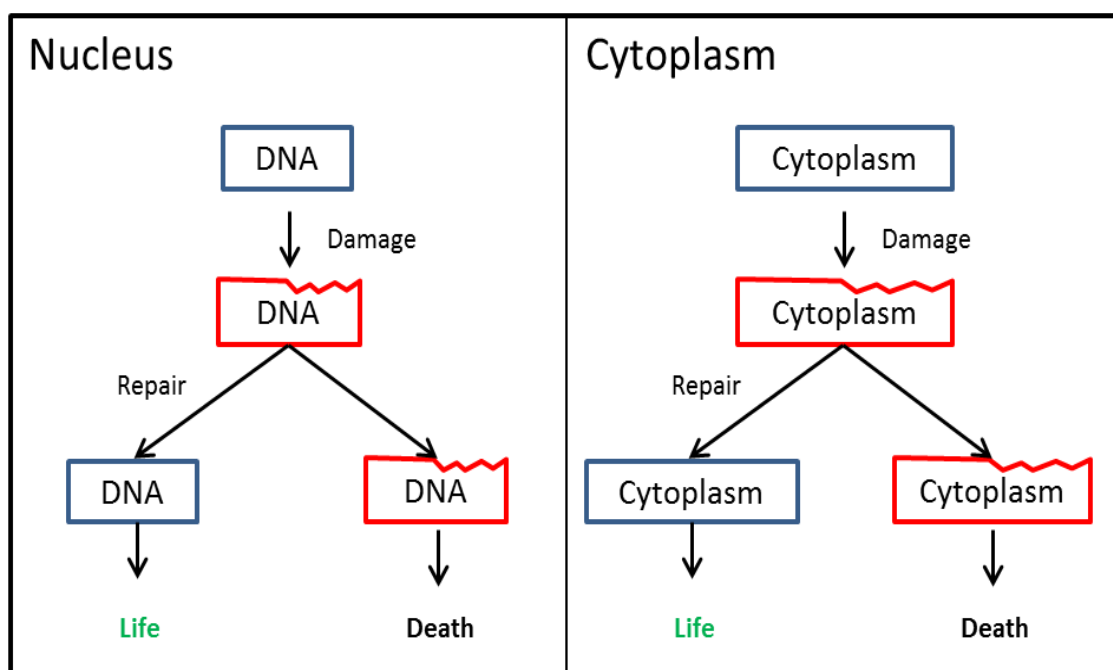 Nucleus
DNA
Damage
DNA
Repair
DNA
DNA
Life
Death
Cytoplasm
Cytoplasm
Damage
Cytoplasm
Repair
Cytoplasm
Cytoplasm
Life
Death